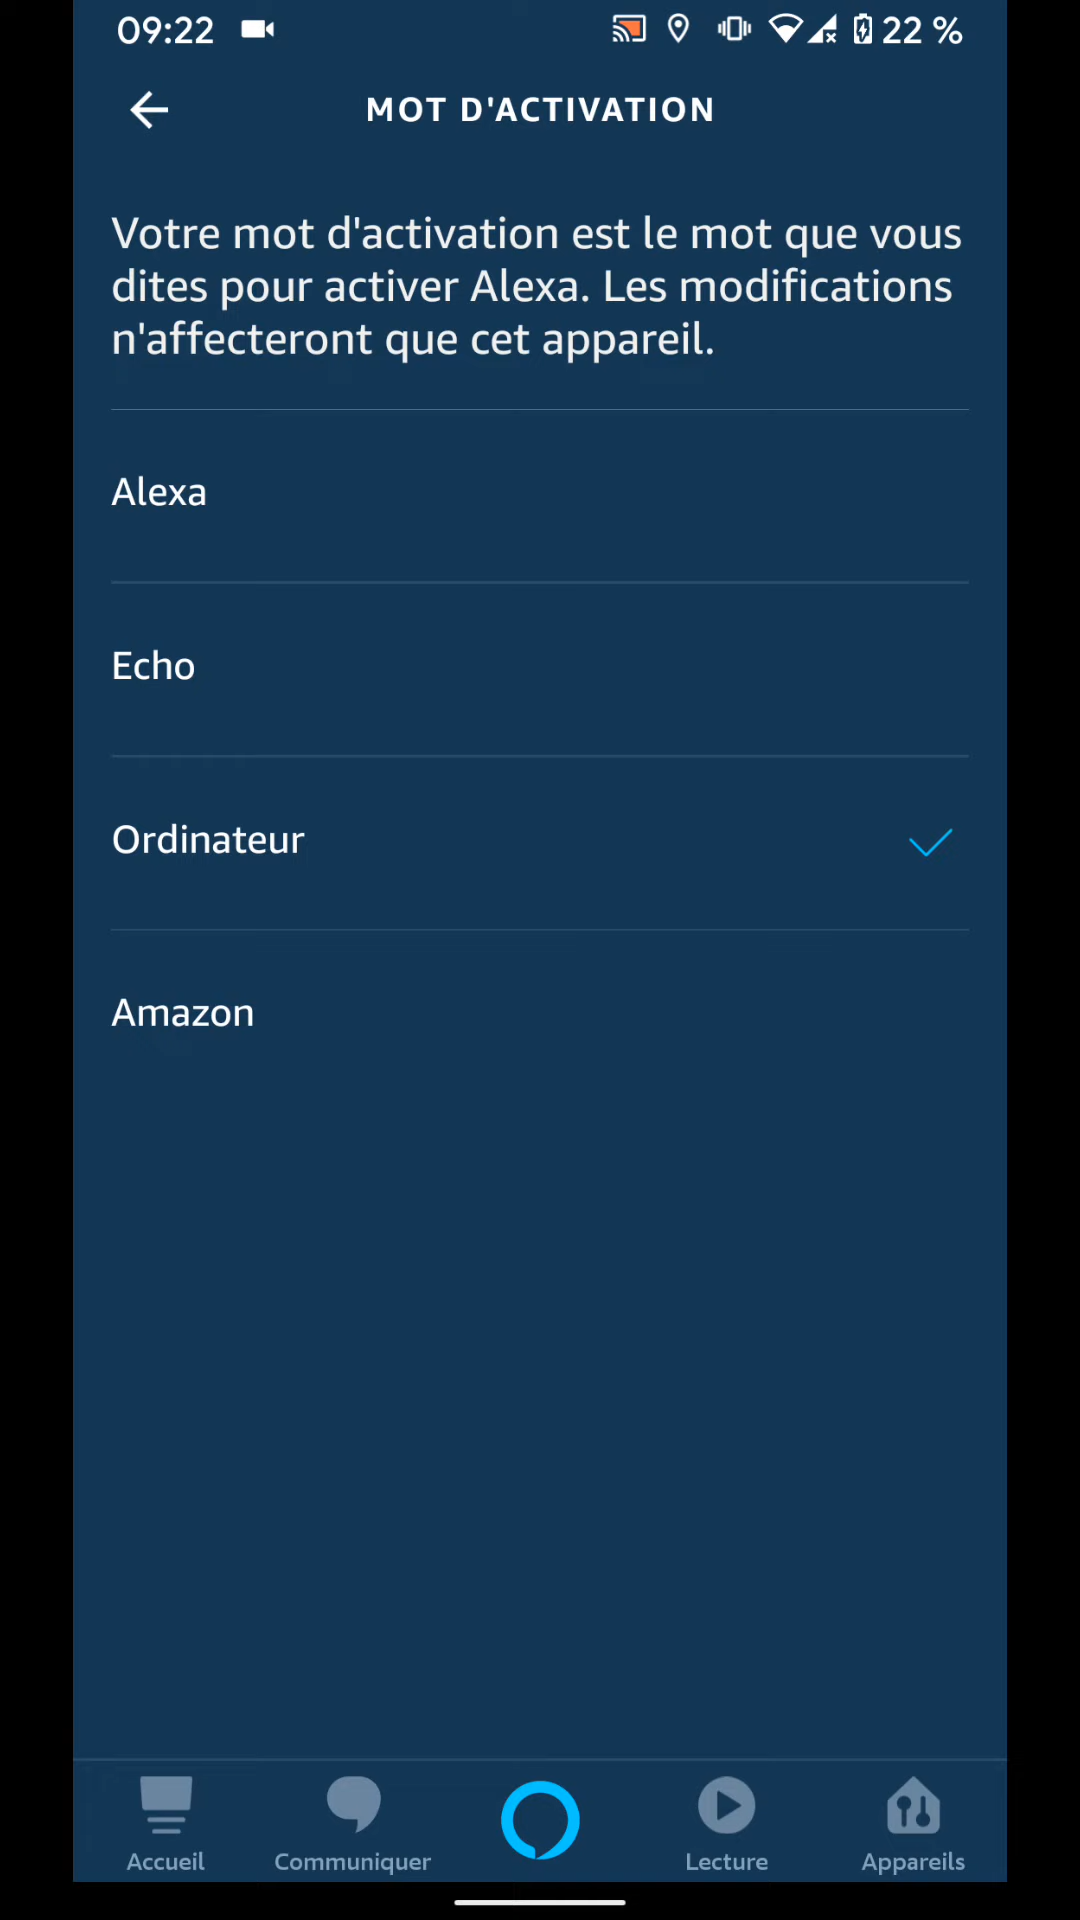 09:22
22 %
MOT D'ACTIVATION
Votre mot d'activation est le mot que vous
dites pour activer Alexa. Les modifications
n'affecteront que cet appareil.
Alexa
Echo
Ordinateur
Amazon
Accueil
Communiquer
Lecture
Appareils